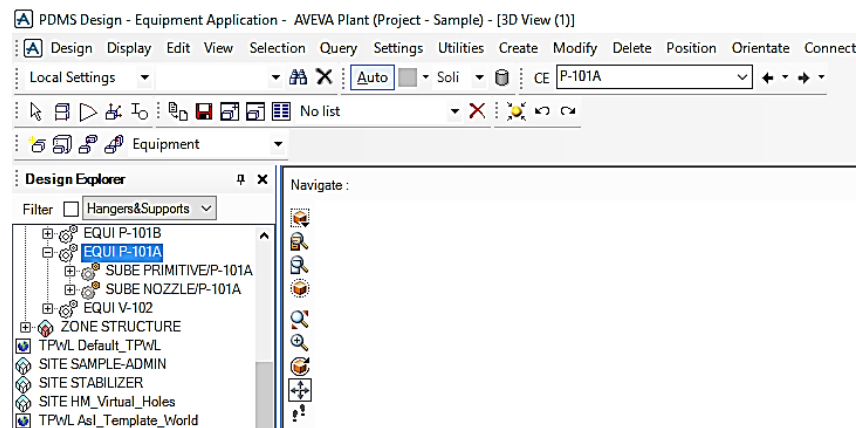 PDMS Design - Equipment Application - AVEVA Plant (Project - Sample) - [3D View (1)]
Design Display Edit View Selection Query Settings Utilities Create Modify Delete Position Orientate Connect
Local Settings Auto Soli CE P-101A
No list
Equipment
Design Explorer
Navigate :
Filter Hangers&Supports
EQUI P-101B
EQUI P-101A
SUBE PRIMITIVE/P-101A
SUBE NOZZLE/P-101A
EQUI V-102
ZONE STRUCTURE
TPWL Default_TPWL
SITE SAMPLE-ADMIN
SITE STABILIZER
SITE HM_Virtual_Holes
TPWL Asl_Template_World